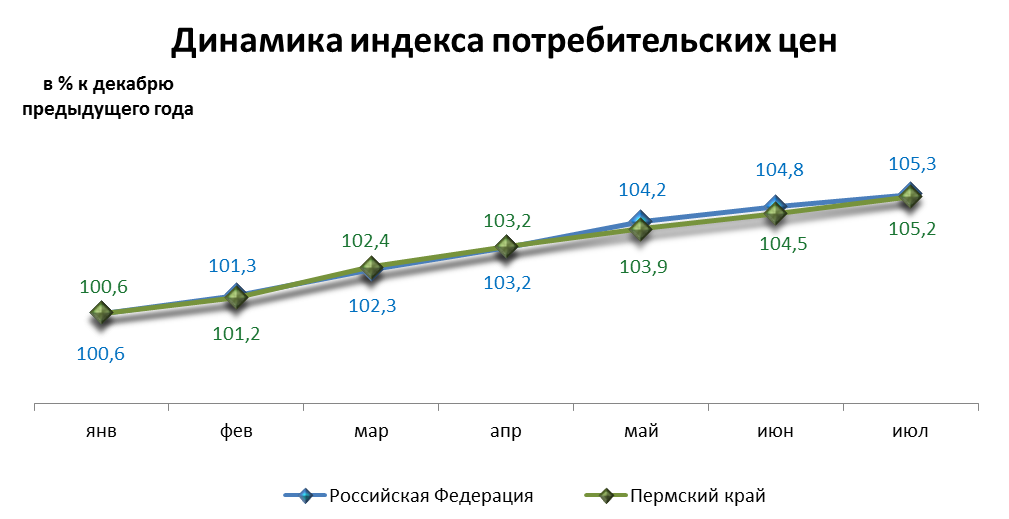 Динамика индекса потребительских цен
в % к декабрю
предыдущего года
105,3
104,8
104,2
103,2
102,4
101,3
100,6
105,2
104,5
103,9
103,2
102,3
101,2
100,6
янв фев мар апр май июн июл
Российская Федерация Пермский край